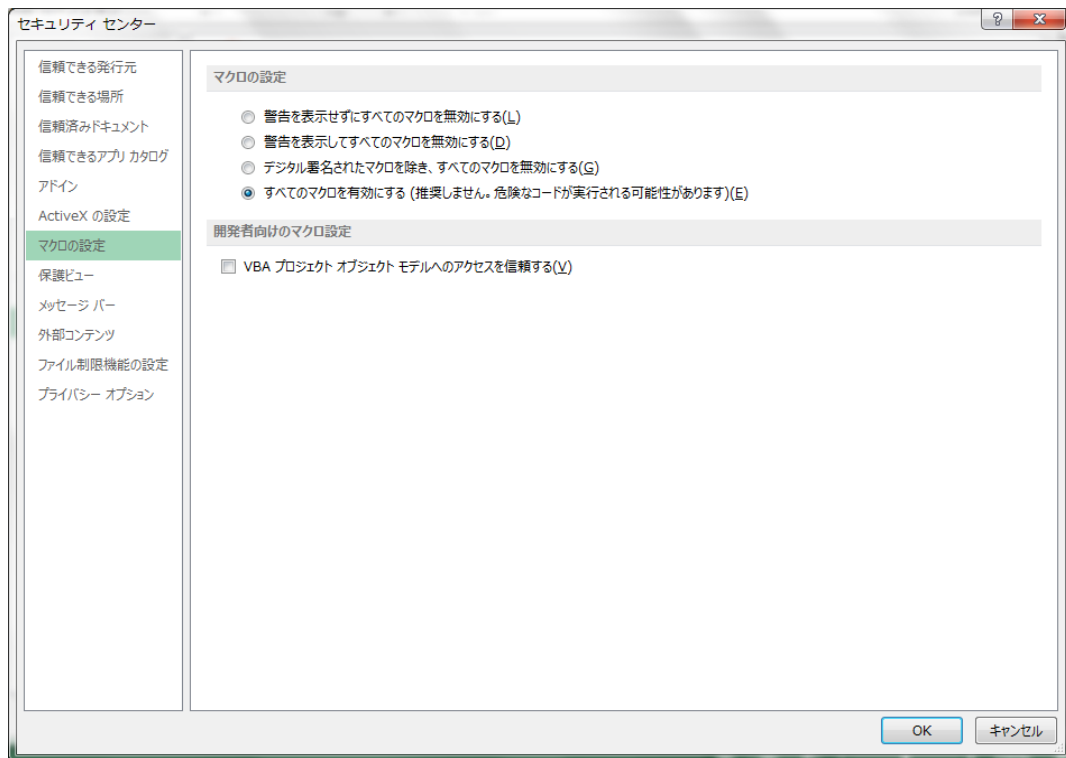 セキュリティ センター
信頼できる発行元
信頼できる場所
信頼済みドキュメント
信頼できるアプリ カタログ
アドイン
ActiveX の設定
マクロの設定
保護ビュー
メッセージ バー
外部コンテンツ
ファイル制限機能の設定
プライバシー オプション
マクロの設定
警告を表示せずにすべてのマクロを無効にする(L)
警告を表示してすべてのマクロを無効にする(D)
デジタル署名されたマクロを除き、すべてのマクロを無効にする(G)
すべてのマクロを有効にする (推奨しません。危険なコードが実行される可能性があります)(E)
開発者向けのマクロ設定
VBA プロジェクト オブジェクト モデルへのアクセスを信頼する(V)
OK
キャンセル